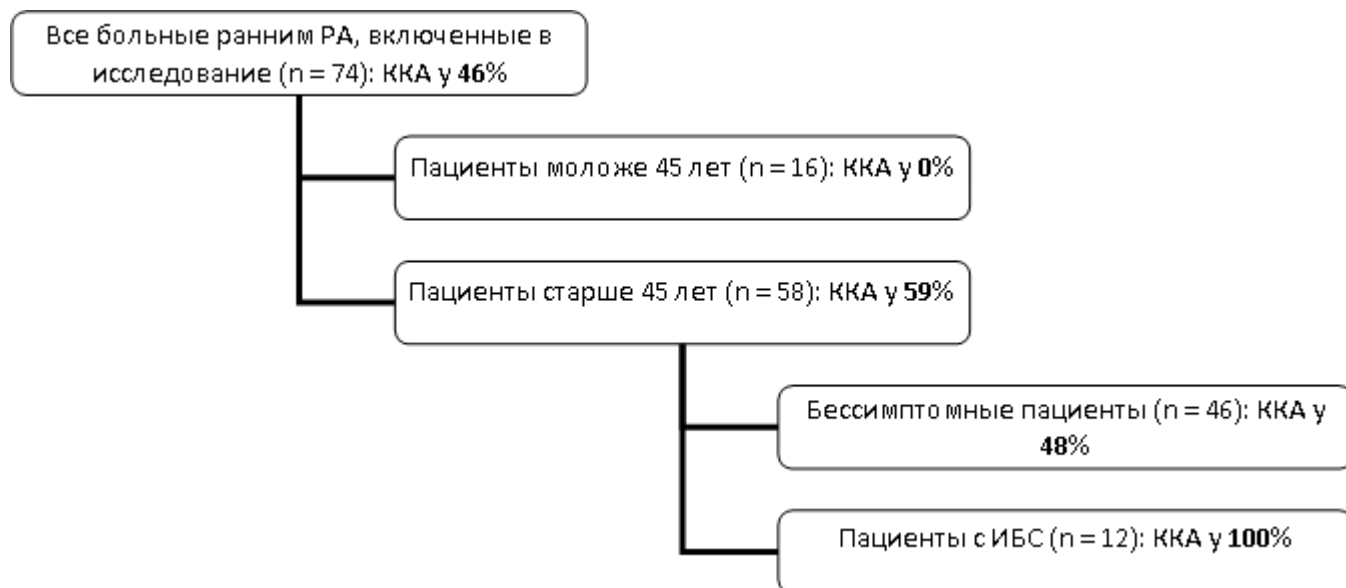 Все больные ранним РА, включенные в
исследование (n = 74): ККА у 46%
Пациенты моложе 45 лет (n = 16): ККА у 0%
Пациенты старше 45 лет (n = 58): ККА у 59%
Бессимптомные пациенты (n = 46): ККА у
48%
Пациенты с ИБС (n = 12): ККА у 100%